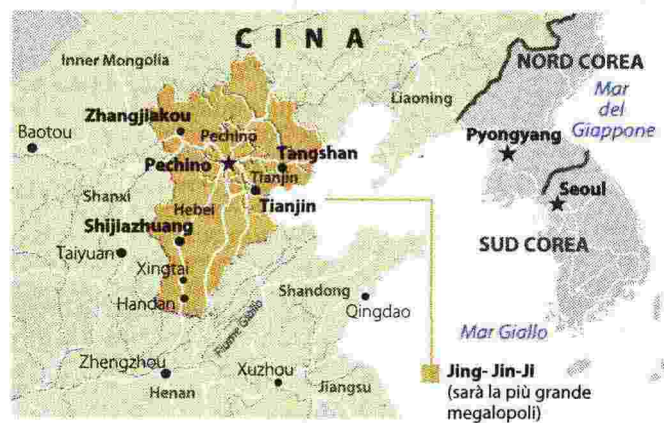 CINA
Inner Mongolia
NORD COREA
Liaoning
Mar
del
Giappone
Zhangjiakou
Pechino
Baotou
Pyongyang
Tangshan
Pechino
Tianjin
Seoul
Shanxi
Hebei
Tianjin
Shijiazhuang
SUD COREA
Taiyuan
Xingtai
Shandong
Handan
Qingdao
Fiume Giallo
Mar Giallo
Zhengzhou
Xuzhou
Henan
Jiangsu
Jing- Jin-Ji
(sarà la più grande
megalopoli)